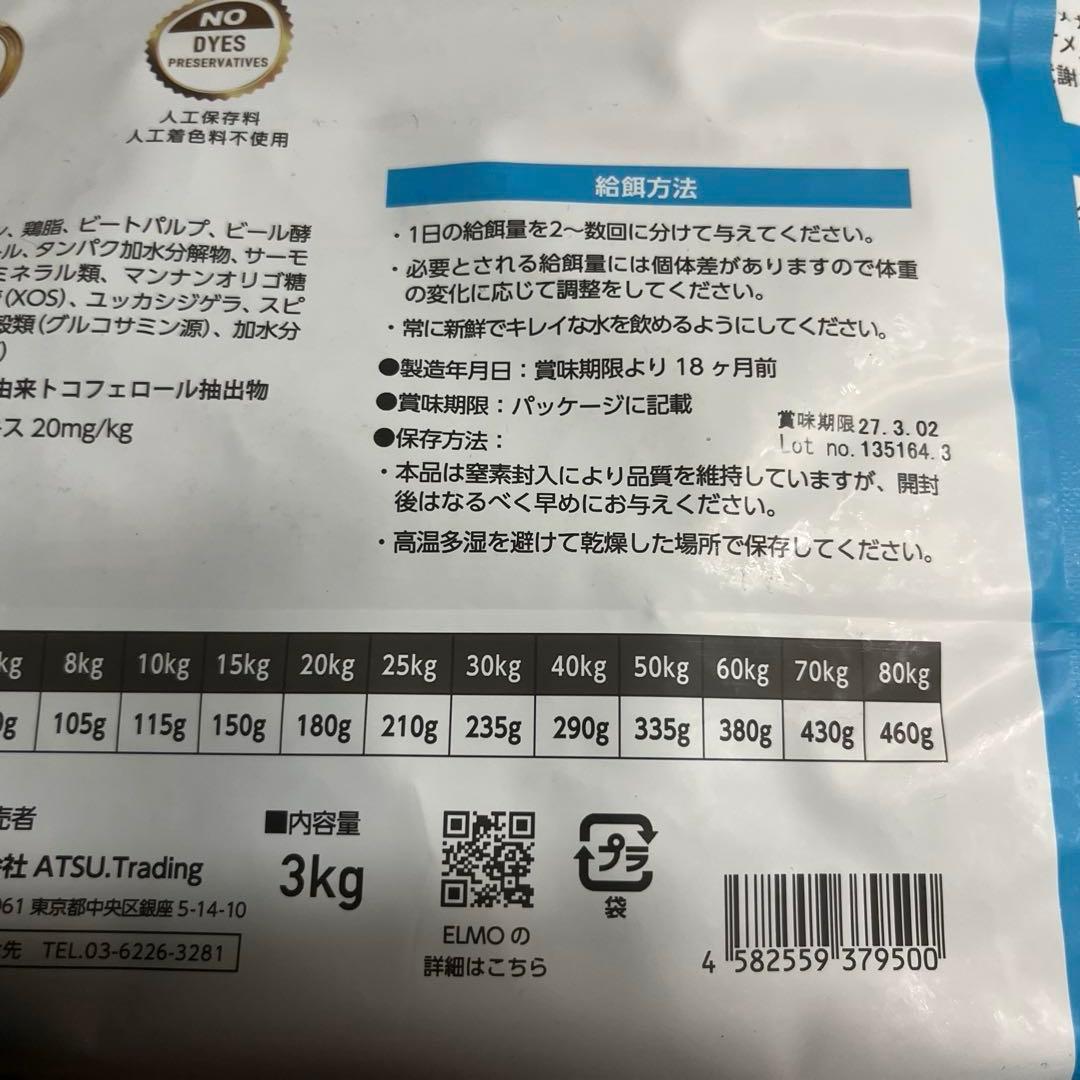 NO
DYES
PRESERVATIVES
人工保存料
人工着色料不使用
鶏脂、ビートパルプ、ビール酵
ル、タンパク加水分解物、サーモ
ミネラル類、マンナンオリゴ糖
(XOS)、ユッカシジゲラ、スピ
殻類(グルコサミン源)、加水分
)
由来トコフェロール抽出物
ス 20mg/kg
給餌方法
・1日の給餌量を2〜数回に分けて与えてください。
・必要とされる給餌量には個体差がありますので体重
の変化に応じて調整をしてください。
・常に新鮮でキレイな水を飲めるようにしてください。
●製造年月日：賞味期限より 18 ヶ月前
●賞味期限：パッケージに記載
賞味期限 27. 3. 02
Lot no. 135164. 3
●保存方法：
・本品は窒素封入により品質を維持していますが、開封
後はなるべく早めにお与えください。
・高温多湿を避けて乾燥した場所で保存してください。
kg 8kg 10kg 15kg 20kg 25kg 30kg 40kg 50kg 60kg 70kg 80kg
g 105g 115g 150g 180g 210g 235g 290g 335g 380g 430g 460g
売者
社 ATSU.Trading
061 東京都中央区銀座 5-14-10
先 TEL.03-6226-3281
■内容量
3kg
ELMO の
詳細はこちら
プラ
袋
4 582559 379500
メ
謝